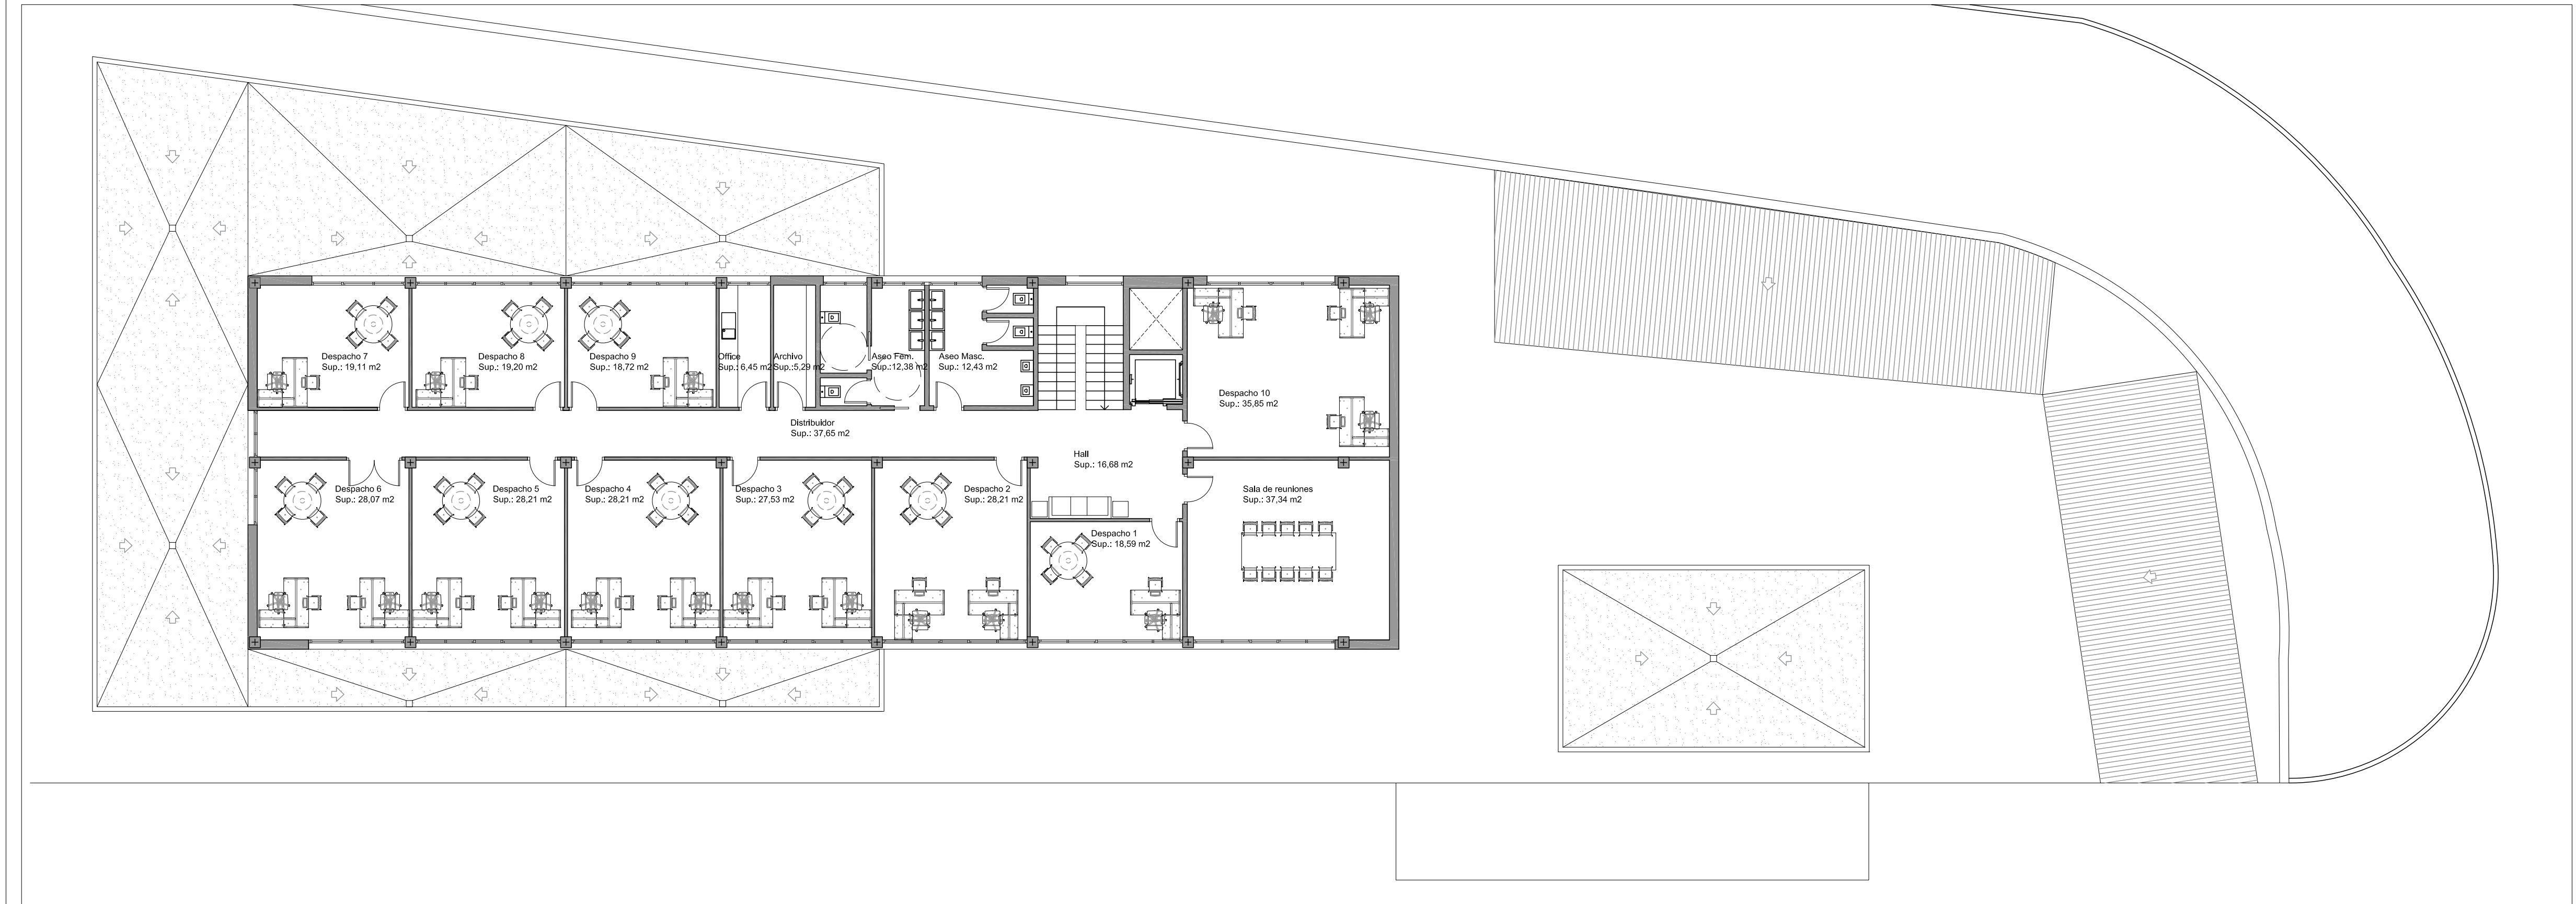 Despacho 7
Sup.: 19,11 m2
Despacho 8
Sup.: 19,20 m2
Despacho 9
Sup.: 18,72 m2
Office
Sup.: 6,45 m2
Archivo
Sup.:5,29 m2
Aseo Fem.
Sup.:12,38 m2
Aseo Masc.
Sup.: 12,43 m2
Despacho 10
Sup.: 35,85 m2
Distribuidor
Sup.: 37,65 m2
Hall
Sup.: 16,68 m2
Despacho 6
Sup.: 28,07 m2
Despacho 5
Sup.: 28,21 m2
Despacho 4
Sup.: 28,21 m2
Despacho 3
Sup.: 27,53 m2
Despacho 2
Sup.: 28,21 m2
Sala de reuniones
Sup.: 37,34 m2
Despacho 1
Sup.: 18,59 m2